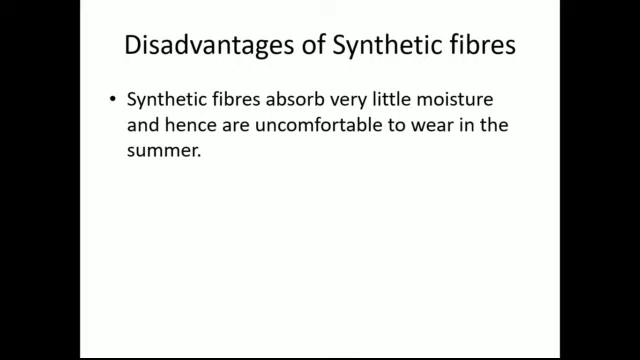 Disadvantages of Synthetic fibres
• Synthetic fibres absorb very little moisture
and hence are uncomfortable to wear in the
summer.